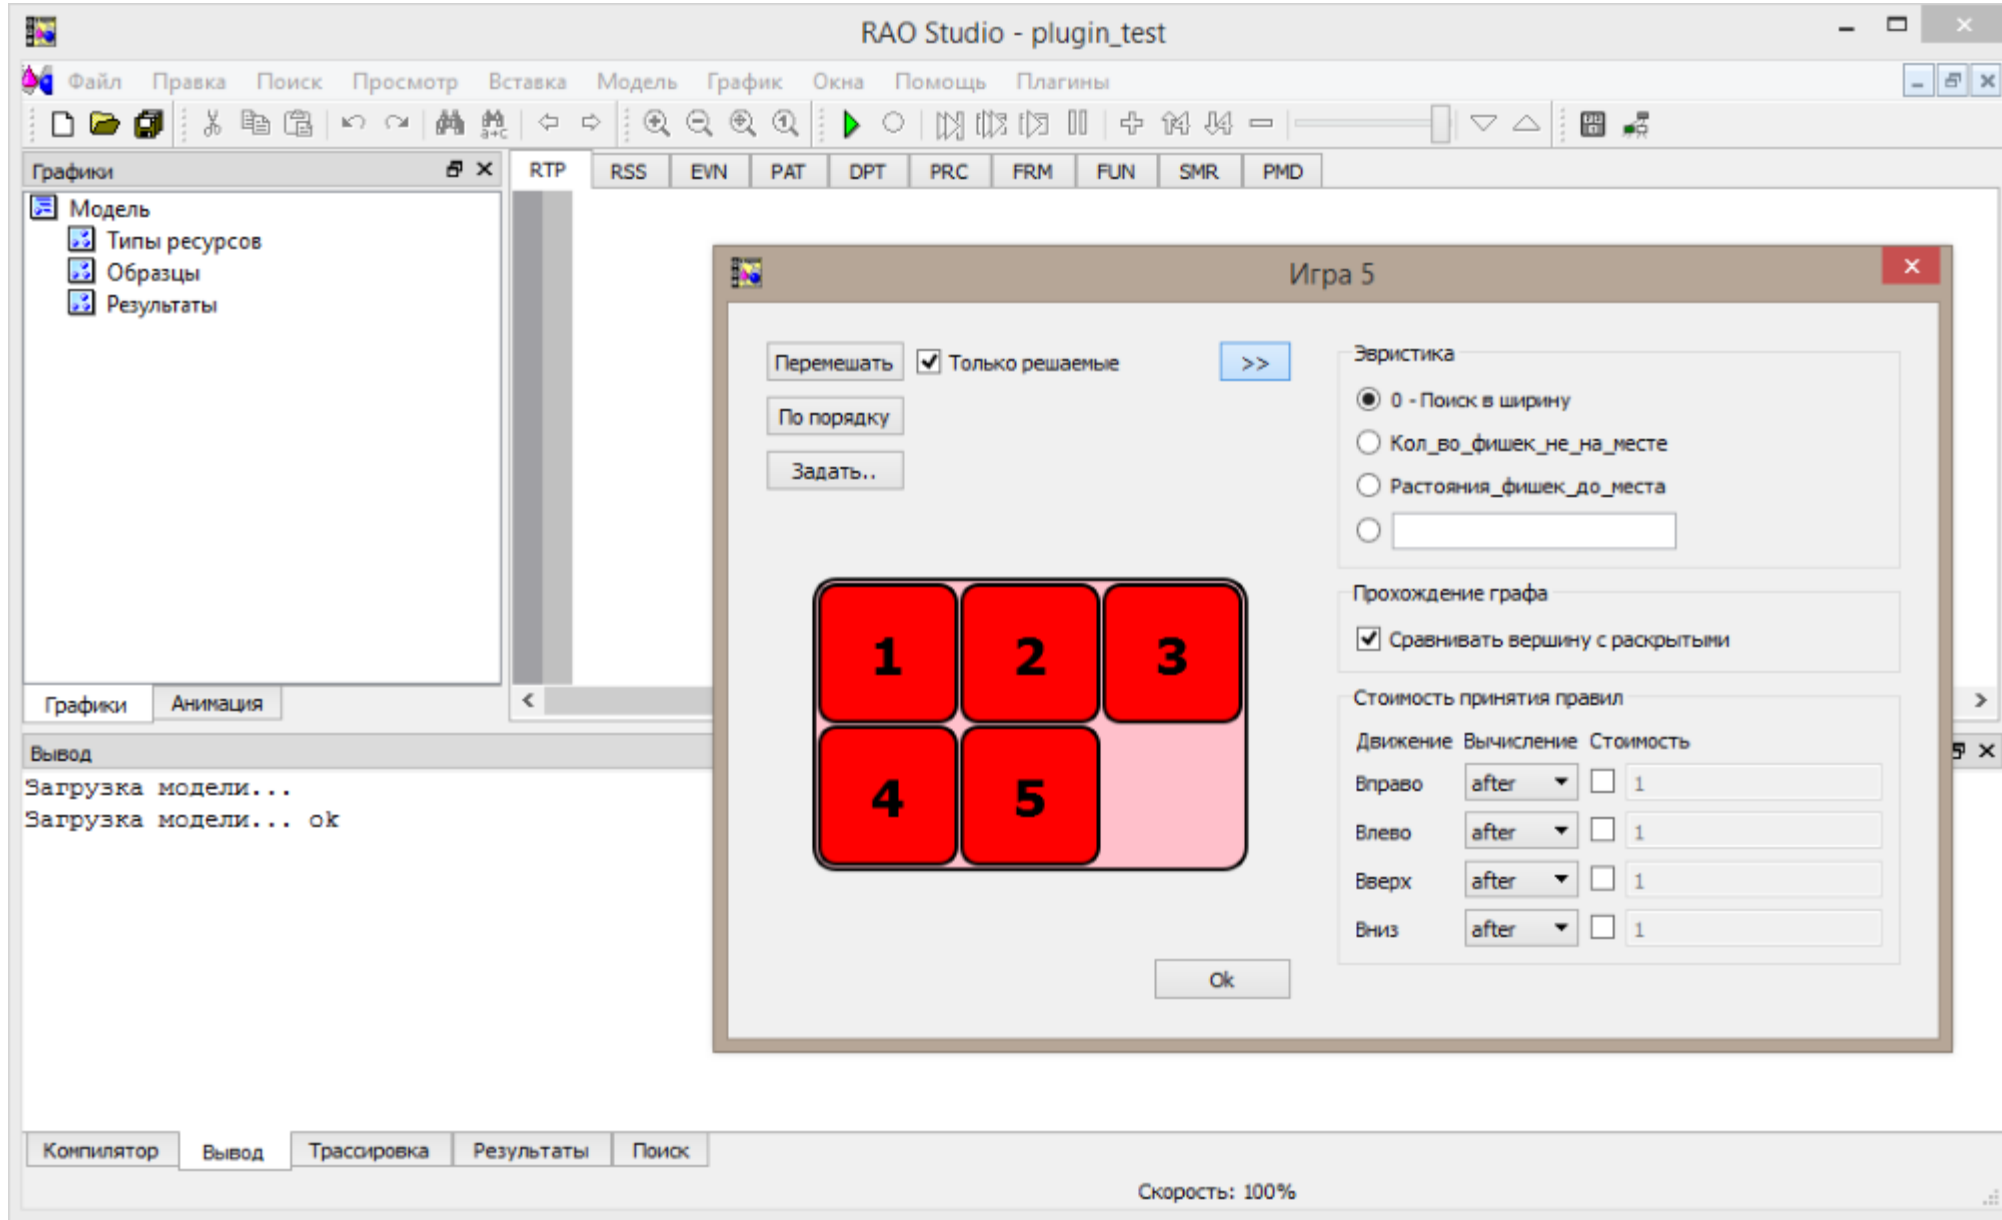 RAO Studio - plugin_test
Файл Правка Поиск Просмотр Вставка Модель График Окна Помощь Плагины
Графики
RTP RSS EVN PAT DPT PRC FRM FUN SMR PMD
Модель
Типы ресурсов
Образцы
Результаты
Графики Анимация
Игра 5
Перемешать Только решаемые >>
По порядку
Задать..
1 2 3
4 5
Ok
Эвристика
0 - Поиск в ширину
Кол_во_фишек_не_на_месте
Растояния_фишек_до_места
Прохождение графа
Сравнивать вершину с раскрытыми
Стоимость принятия правил
Движение Вычисление Стоимость
Вправо after 1
Влево after 1
Вверх after 1
Вниз after 1
Вывод
Загрузка модели...
Загрузка модели... ok
Компилятор Вывод Трассировка Результаты Поиск
Скорость: 100%